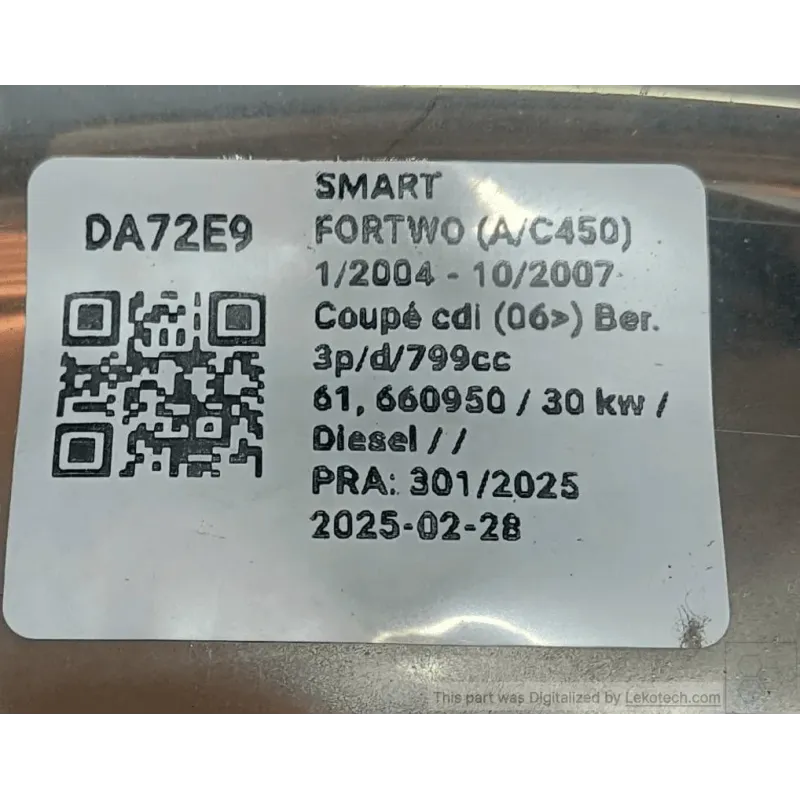 DA72E9
SMART
FORTWO (A/C450)
1/2004 - 10/2007
Coupé cdi (06>) Ber.
3p/d/799cc
61, 660950 / 30 kw /
Diesel / /
PRA: 301/2025
2025-02-28
This part was Digitalized by Lekotech.com